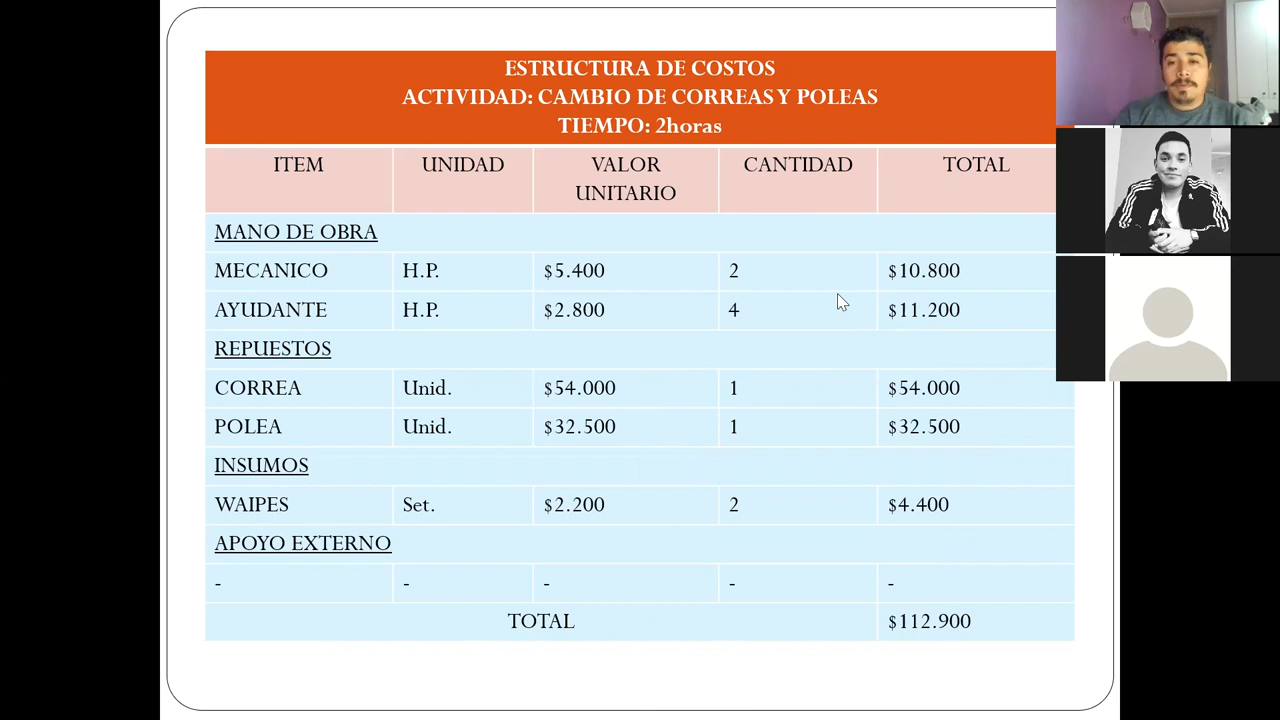 ESTRUCTURA DE COSTOS
ACTIVIDAD: CAMBIO DE CORREAS Y POLEAS
TIEMPO: 2horas
ITEM UNIDAD VALOR UNITARIO CANTIDAD TOTAL
MANO DE OBRA
MECANICO H.P. $5.400 2 $10.800
AYUDANTE H.P. $2.800 4 $11.200
REPUESTOS
CORREA Unid. $54.000 1 $54.000
POLEA Unid. $32.500 1 $32.500
INSUMOS
WAIPES Set. $2.200 2 $4.400
APOYO EXTERNO
- - - - -
TOTAL $112.900